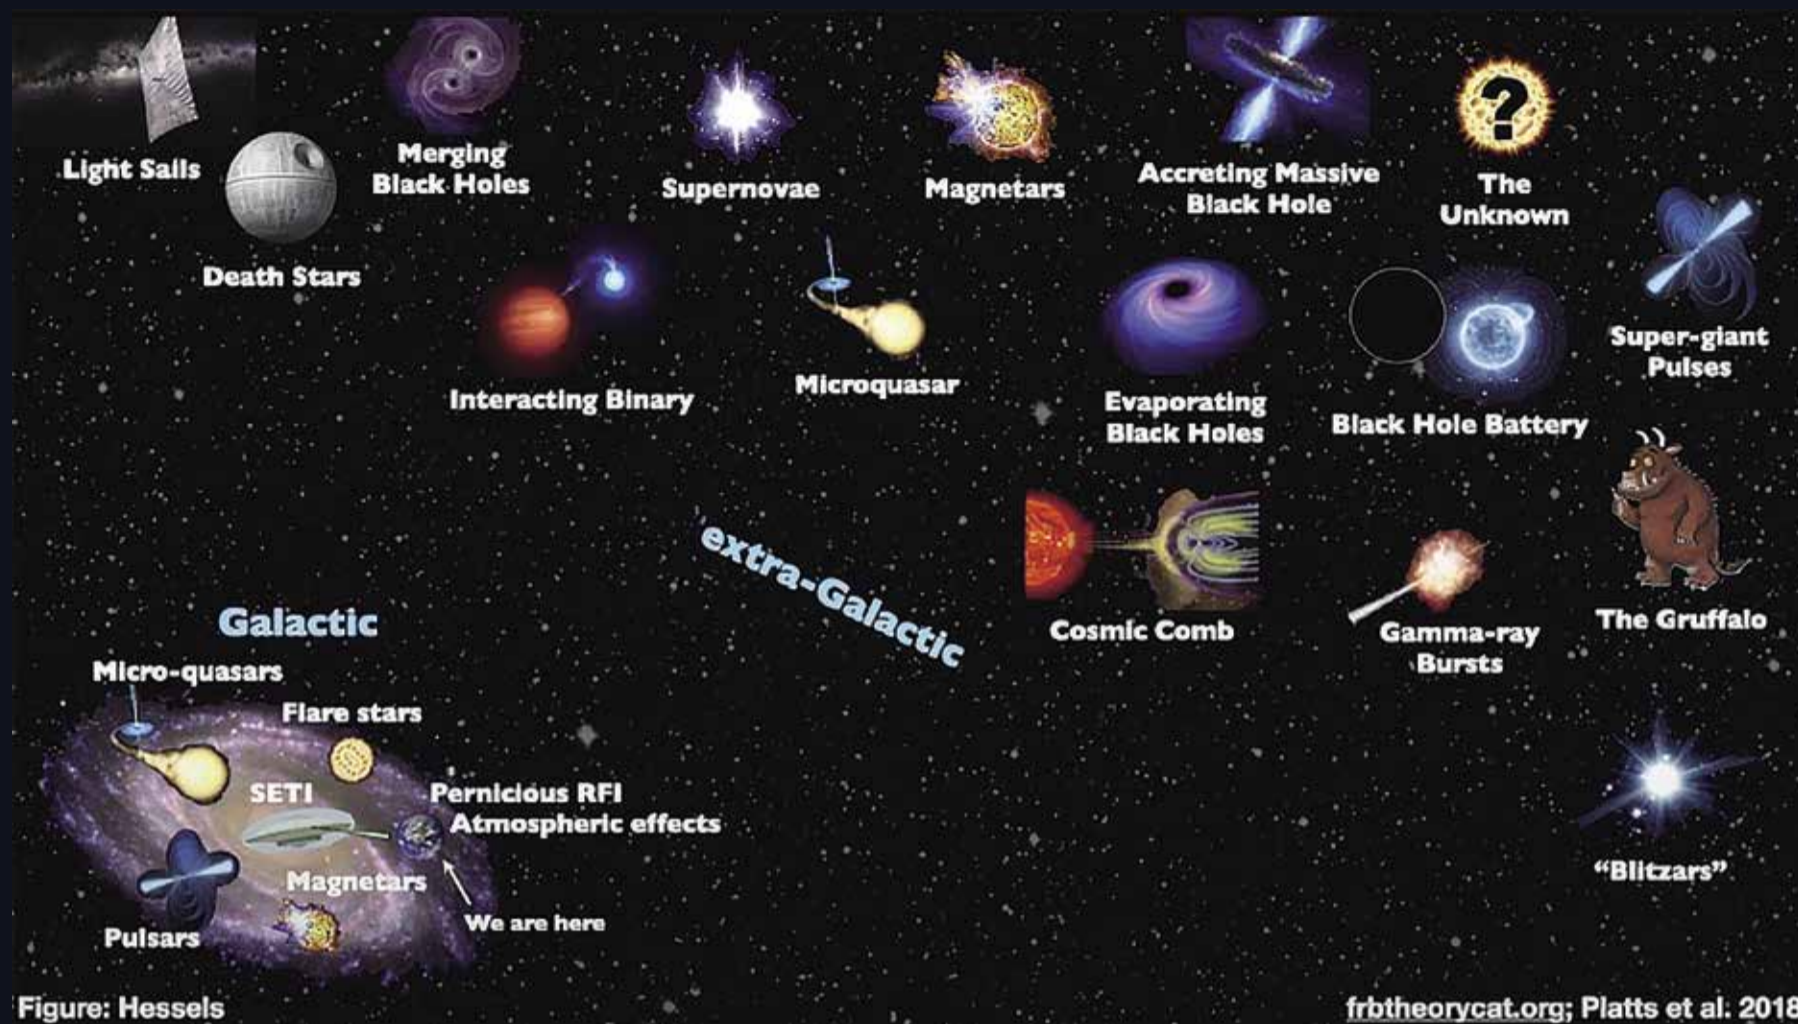 Light Sails
Merging
Black Holes
Supernovae
Magnetars
Accreting Massive
Black Hole
?
The
Unknown
Death Stars
Interacting Binary
Microquasar
Evaporating
Black Holes
Black Hole Battery
Super-giant
Pulses
extra-Galactic
Cosmic Comb
Gamma-ray
Bursts
The Gruffalo
"Blitzars"
Galactic
Micro-quasars
Flare stars
SETI
Pernicious RFI
Atmospheric effects
Magnetars
We are here
Pulsars
Figure: Hessels
frbtheorycat.org; Platts et al. 2018